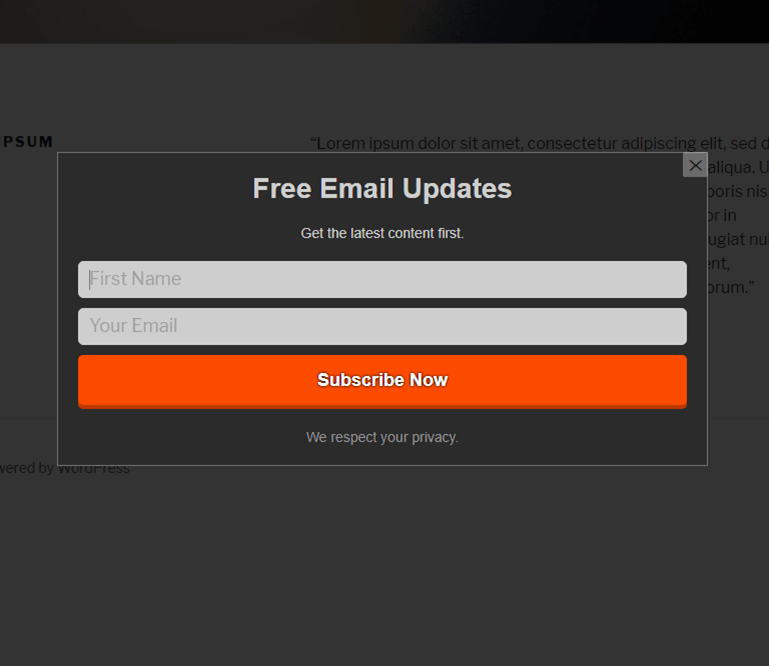 IPSUM
“Lorem ipsum dolor sit amet, consectetur adipiscing elit, sed d
aliqua. U
boris nis
or in
ugiat nu
ent,
orum.”
Free Email Updates
Get the latest content first.
First Name
Your Email
Subscribe Now
We respect your privacy.
wered by WordPress